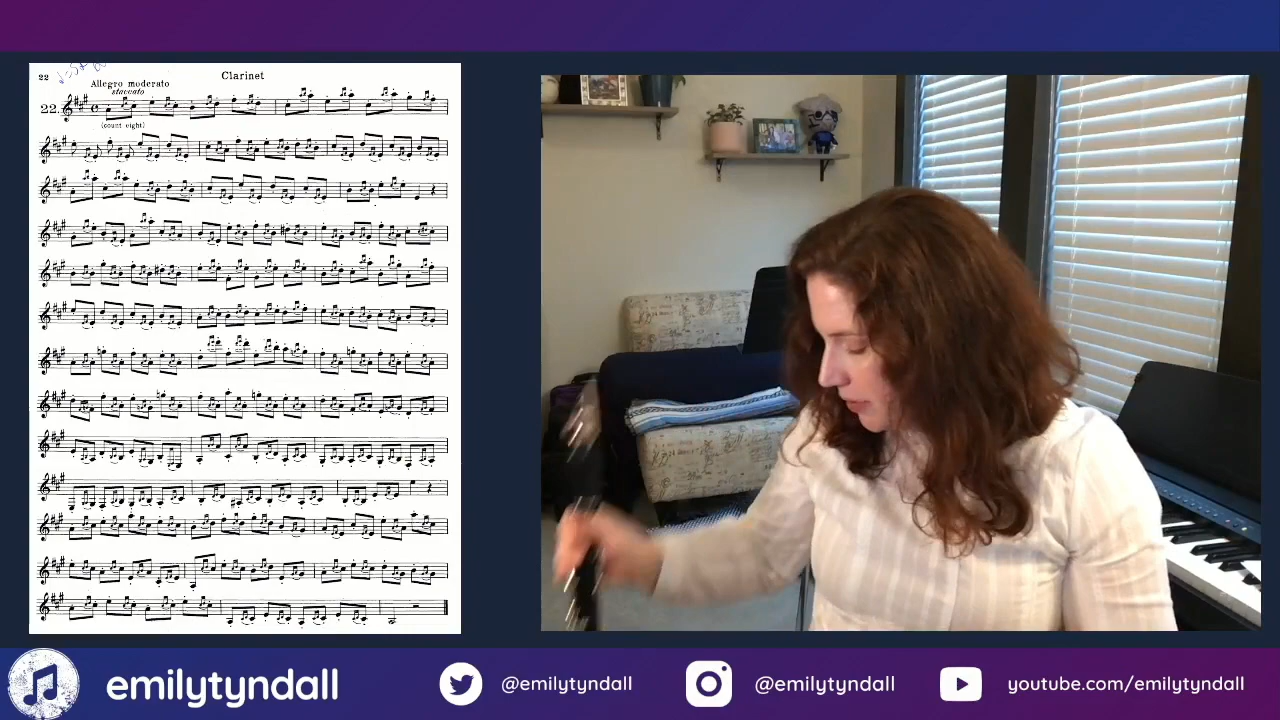 22
Clarinet
Allegro moderato
staccato
22.
(count eight)
emilytyndall
@emilytyndall
@emilytyndall
youtube.com/emilytyndall